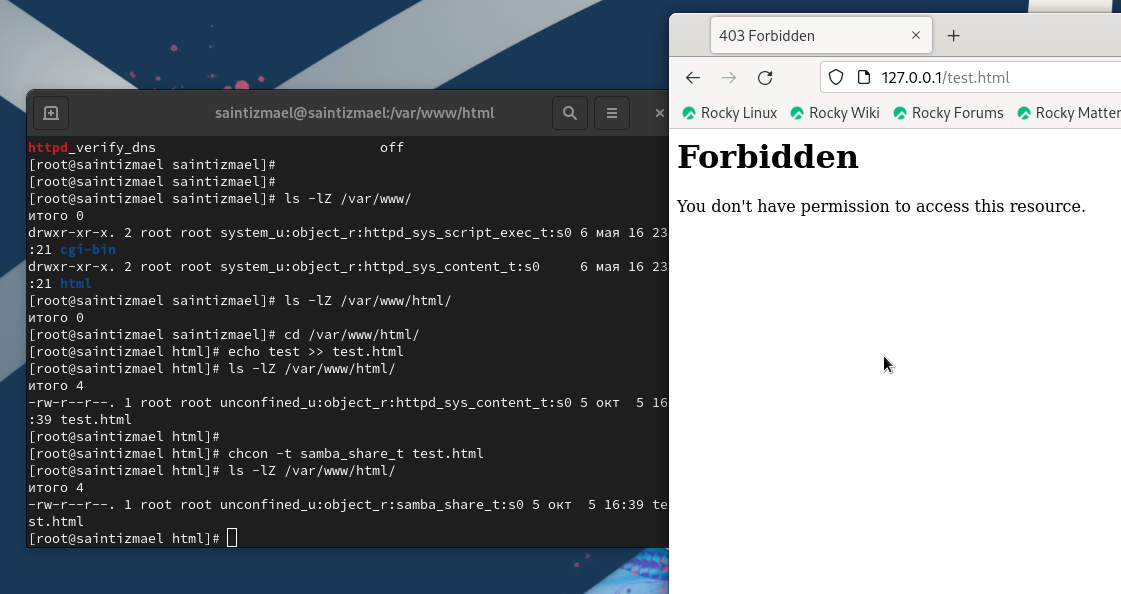 403 Forbidden
127.0.0.1/test.html
Rocky Linux Rocky Wiki Rocky Forums Rocky Matter
Forbidden
You don't have permission to access this resource.
saintizmael@saintizmael:/var/www/html
httpd_verify_dns off
[root@saintizmael saintizmael]#
[root@saintizmael saintizmael]#
[root@saintizmael saintizmael]# ls -lZ /var/www/
итого 0
drwxr-xr-x. 2 root root system_u:object_r:httpd_sys_script_exec_t:s0 6 мая 16 23
:21 cgi-bin
drwxr-xr-x. 2 root root system_u:object_r:httpd_sys_content_t:s0 6 мая 16 23
:21 html
[root@saintizmael saintizmael]# ls -lZ /var/www/html/
итого 0
[root@saintizmael saintizmael]# cd /var/www/html/
[root@saintizmael html]# echo test >> test.html
[root@saintizmael html]# ls -lZ /var/www/html/
итого 4
-rw-r--r--. 1 root root unconfined_u:object_r:httpd_sys_content_t:s0 5 окт 5 16
:39 test.html
[root@saintizmael html]#
[root@saintizmael html]# chcon -t samba_share_t test.html
[root@saintizmael html]# ls -lZ /var/www/html/
итого 4
-rw-r--r--. 1 root root unconfined_u:object_r:samba_share_t:s0 5 окт 5 16:39 te
st.html
[root@saintizmael html]#